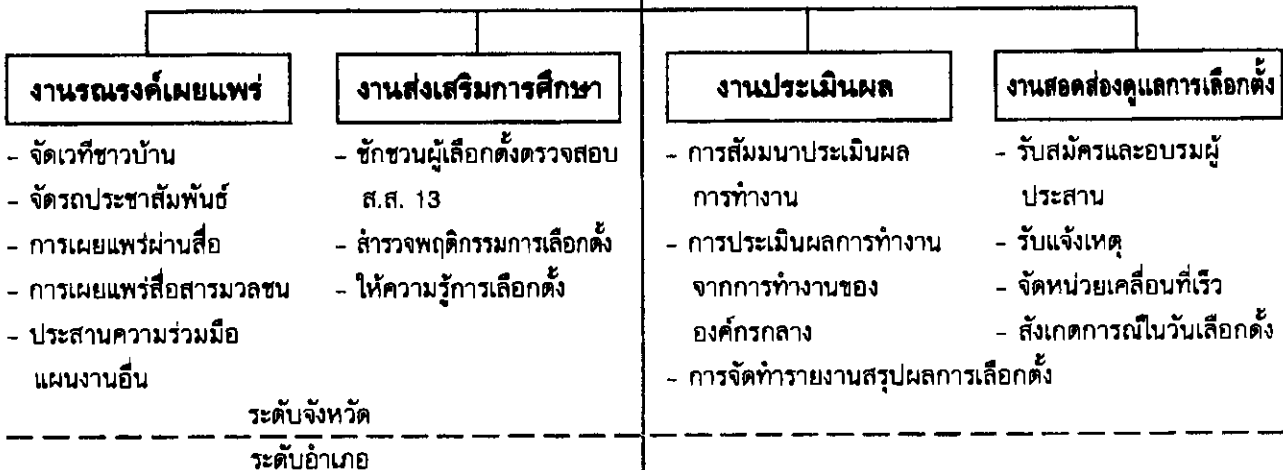 งานรณรงค์เผยแพร่
- จัดเวทีชาวบ้าน
- จัดรถประชาสัมพันธ์
- การเผยแพร่ผ่านสื่อ
- การเผยแพร่สื่อสารมวลชน
- ประสานความร่วมมือ
แผนงานอื่น
งานส่งเสริมการศึกษา
- ชักชวนผู้เลือกตั้งตรวจสอบ
ส.ส. 13
- สำรวจพฤติกรรมการเลือกตั้ง
- ให้ความรู้การเลือกตั้ง
งานประเมินผล
- การสัมมนาประเมินผล
การทำงาน
- การประเมินผลการทำงาน
จากการทำงานของ
องค์กรกลาง
- การจัดทำรายงานสรุปผลการเลือกตั้ง
งานสอดส่องดูแลการเลือกตั้ง
- รับสมัครและอบรมผู้
ประสาน
- รับแจ้งเหตุ
- จัดหน่วยเคลื่อนที่เร็ว
- สังเกตการณ์ในวันเลือกตั้ง
ระดับจังหวัด
ระดับอำเภอ